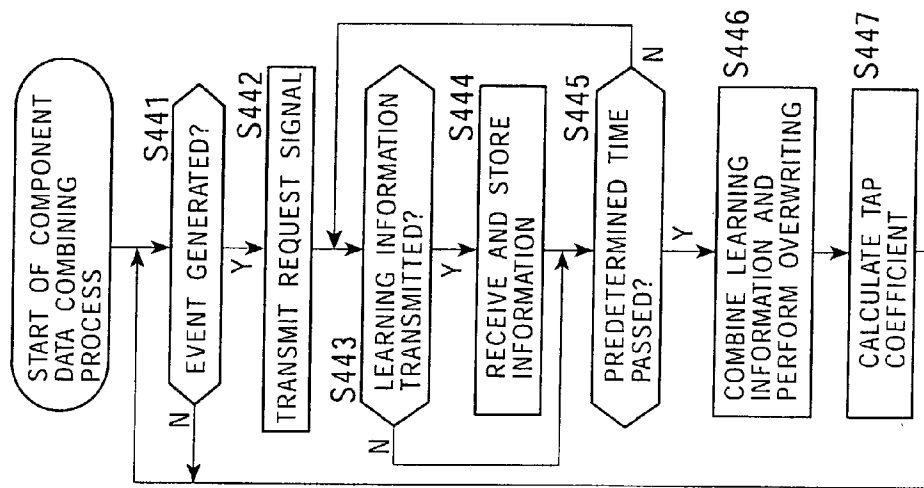 START OF COMPONENT
DATA COMBINING
PROCESS
S441
EVENT GENERATED?
N
Y
S442
TRANSMIT REQUEST SIGNAL
S443
LEARNING INFORMATION
TRANSMITTED?
N
Y
S444
RECEIVE AND STORE
INFORMATION
S445
PREDETERMINED TIME
PASSED?
N
Y
S446
COMBINE LEARNING
INFORMATION AND
PERFORM OVERWRITING
S447
CALCULATE TAP
COEFFICIENT